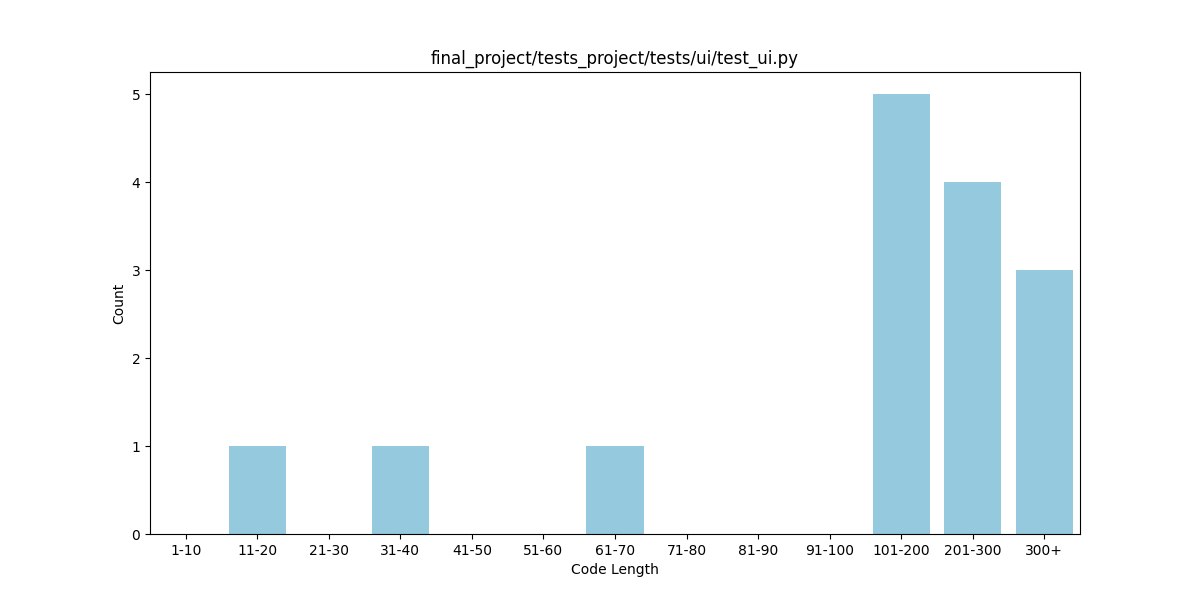 final_project/tests_project/tests/ui/test_ui.py
Count
5
4
3
2
1
0
1-10 11-20 21-30 31-40 41-50 51-60 61-70 71-80 81-90 91-100 101-200 201-300 300+
Code Length